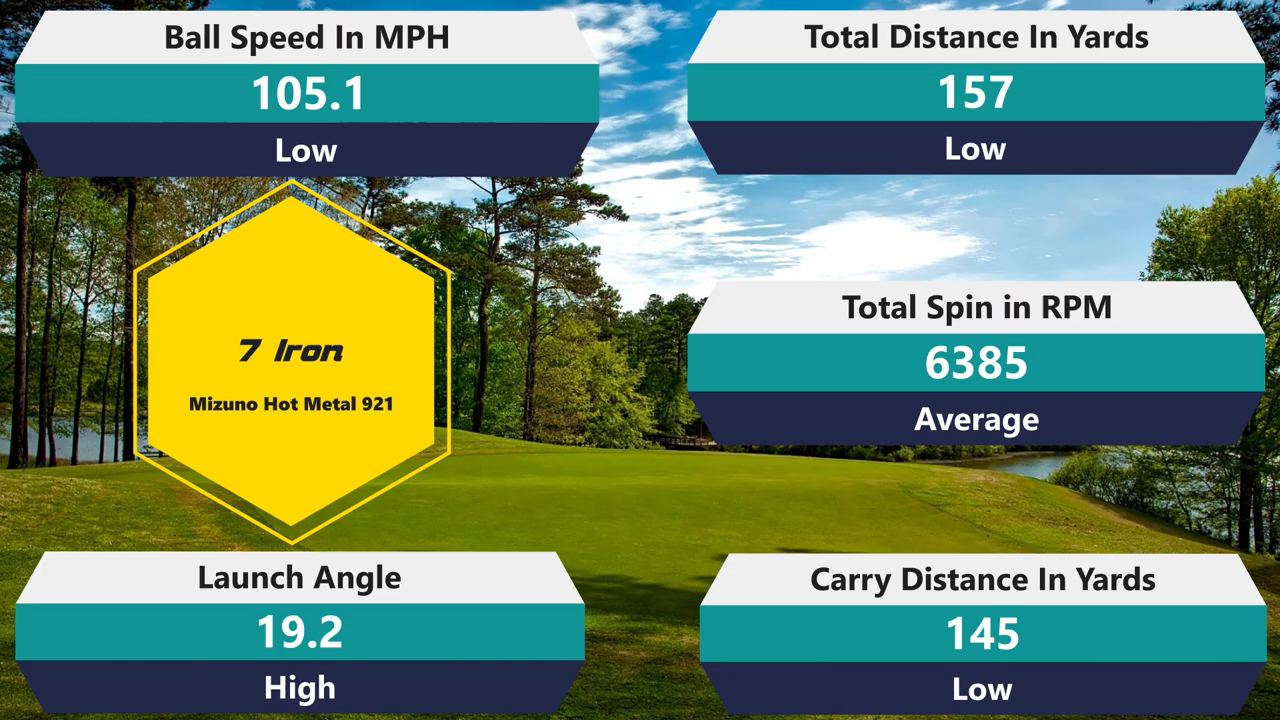 Ball Speed In MPH
105.1
Low
Total Distance In Yards
157
Low
7 Iron
Mizuno Hot Metal 921
Total Spin in RPM
6385
Average
Launch Angle
19.2
High
Carry Distance In Yards
145
Low